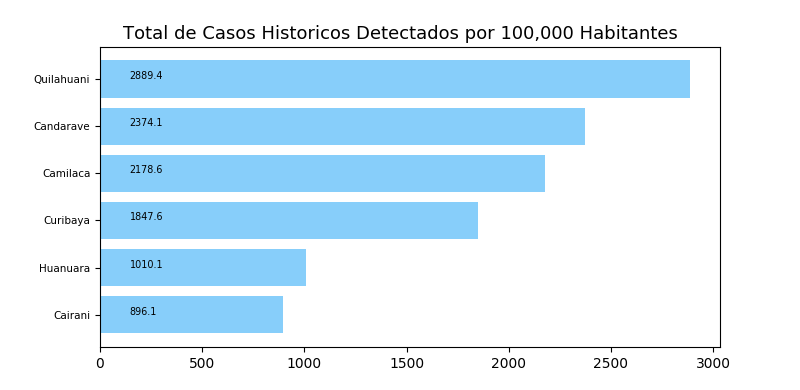 Total de Casos Historicos Detectados por 100,000 Habitantes
Quilahuani 2889.4
Candarave 2374.1
Camilaca 2178.6
Curibaya 1847.6
Huanuara 1010.1
Cairani 896.1
0 500 1000 1500 2000 2500 3000